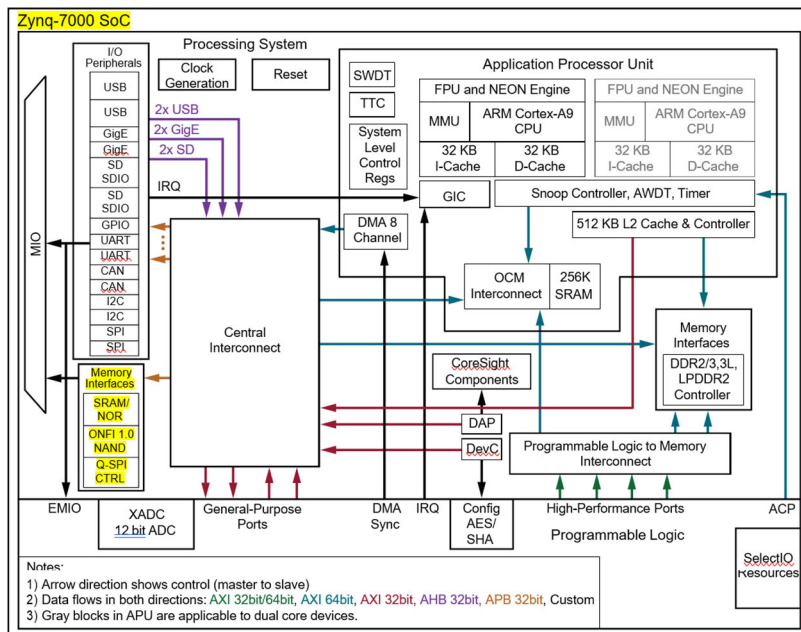 Zynq-7000 SoC
I/O
Peripherals
USB
USB
GigE
GigE
SD
SDIO
SD
SDIO
GPIO
UART
UART
CAN
CAN
I2C
I2C
SPI
SPI
MIO
Memory
Interfaces
SRAM/
NOR
ONFI 1.0
NAND
Q-SPI
CTRL
Processing System
Clock
Generation
Reset
2x USB
2x GigE
2x SD
IRQ
Central
Interconnect
Application Processor Unit
SWDT
TTC
System
Level
Control
Regs
FPU and NEON Engine
MMU
ARM Cortex-A9
CPU
32 KB
I-Cache
32 KB
D-Cache
FPU and NEON Engine
MMU
ARM Cortex-A9
CPU
32 KB
I-Cache
32 KB
D-Cache
GIC
Snoop Controller, AWDT, Timer
DMA 8
Channel
512 KB L2 Cache & Controller
OCM
Interconnect
256K
SRAM
Memory
Interfaces
DDR2/3,3L,
LPDDR2
Controller
CoreSight
Components
DAP
DevC
Programmable Logic to Memory
Interconnect
EMIO
XADC
12 bit ADC
General-Purpose
Ports
DMA
Sync
IRQ
Config
AES/
SHA
High-Performance Ports
ACP
Programmable Logic
SelectIO
Resources
Notes:
1) Arrow direction shows control (master to slave)
2) Data flows in both directions: AXI 32bit/64bit, AXI 64bit, AXI 32bit, AHB 32bit, APB 32bit, Custom
3) Gray blocks in APU are applicable to dual core devices.